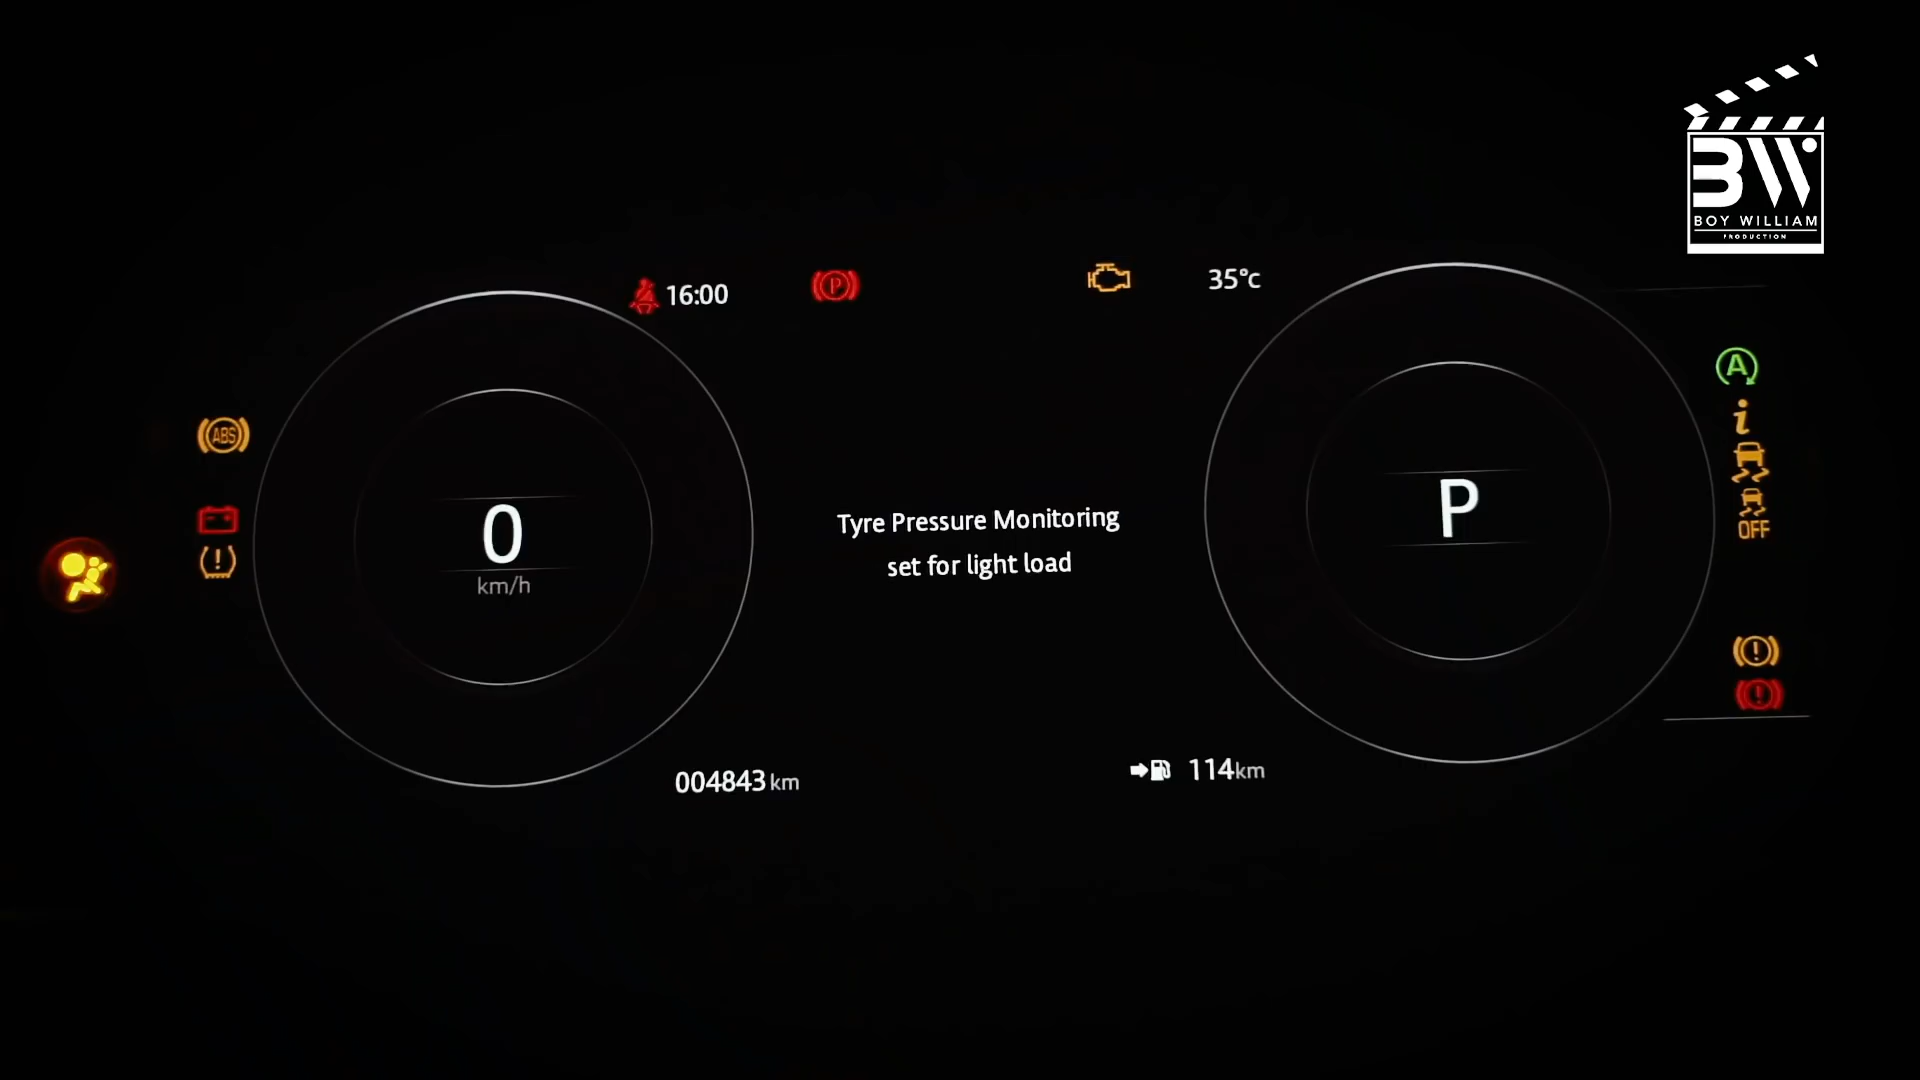 BW
BOY WILLIAM
PRODUCTION
16:00
P
35°c
A
ABS
i
OFF
0
km/h
Tyre Pressure Monitoring
set for light load
P
!
!
!
004843 km
114km